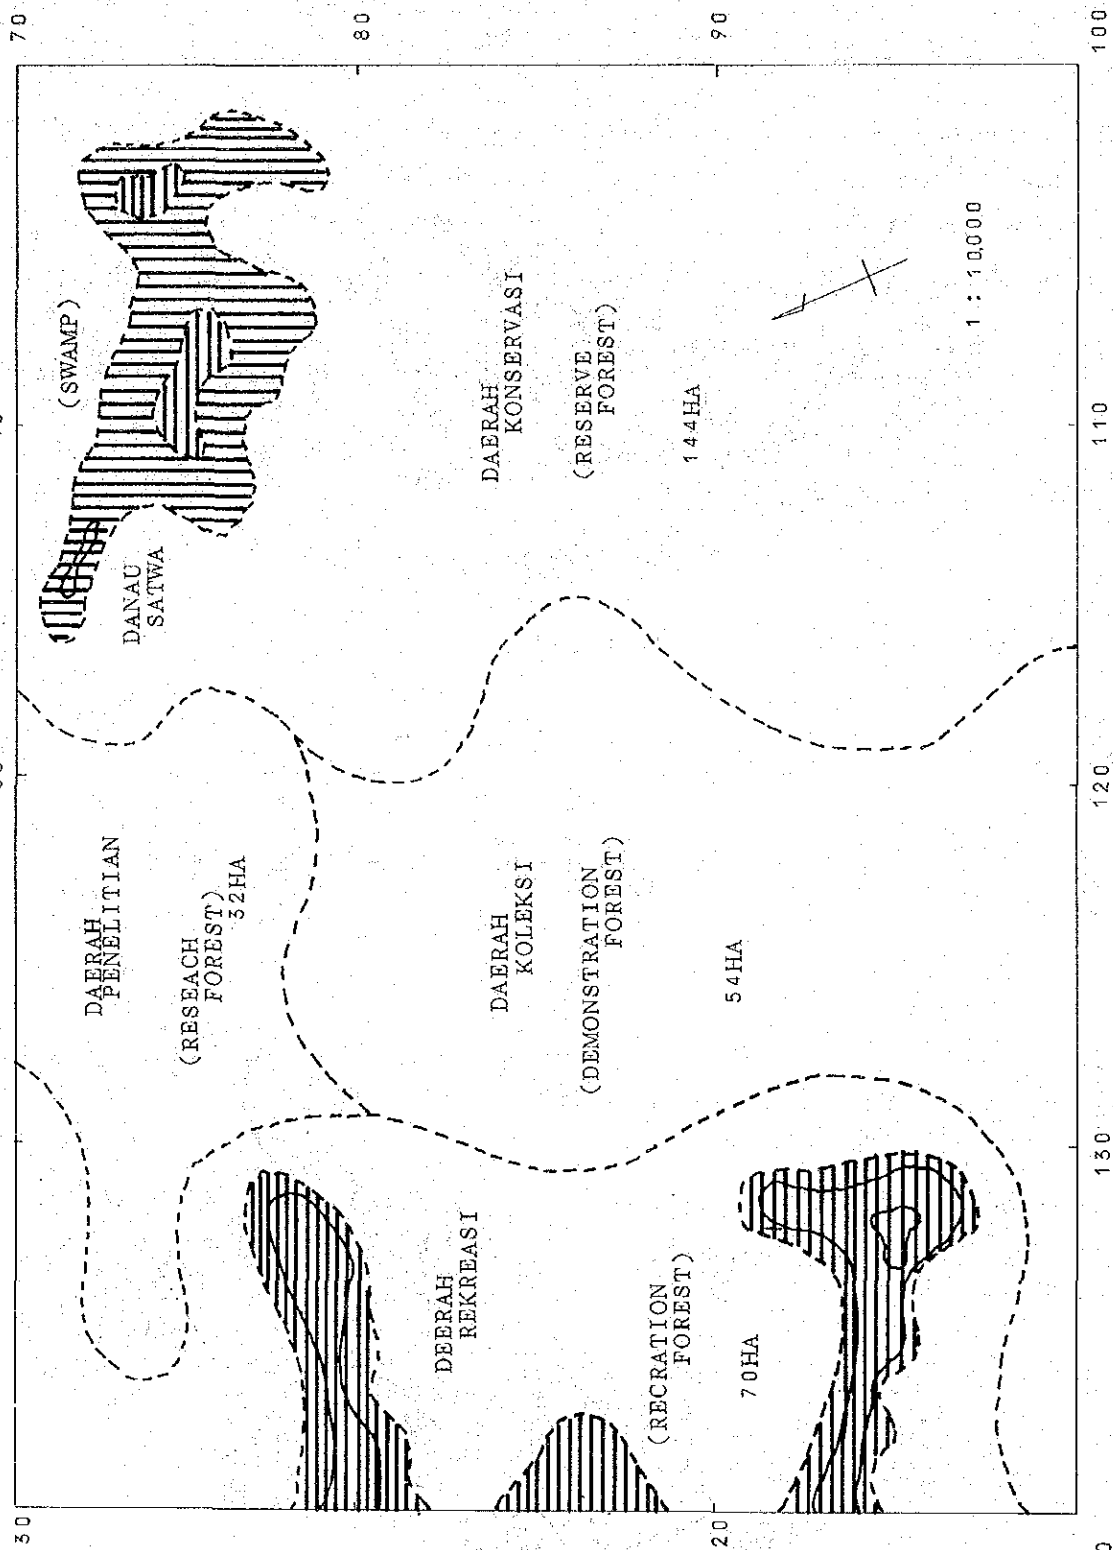 70
80
90
100
(SWAMP)
DANAU
SATWA
DAERAH
KONSERVASI
(RESERVE
FOREST)
144HA
1 : 10,000
110
DAERAH
PENELITIAN
(RESEACH
FOREST)
32HA
DAERAH
KOLEKSI
(DEMONSTRATION
FOREST)
54HA
120
DEERAH
REKREASI
(RECRATION
FOREST)
70HA
130
30
20